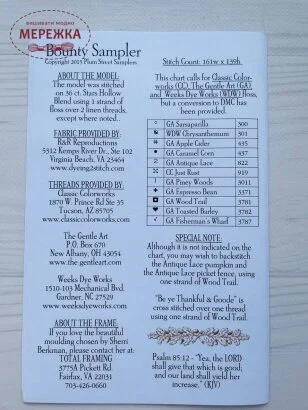 вишивати модно
МЕРЕЖКА
Bounty Sampler
Copyright 2015 Plum Street Samplers
ABOUT THE MODEL:
The model was stitched
on 36 ct. Stars Hollow
Blend using 1 strand of
floss over 2 linen threads,
except where noted..
FABRIC PROVIDED BY:
R&R Reproductions
5312 Kemps River Dr., Ste 102
Virginia Beach, VA 23464
www.dyeing2stitch.com
THREADS PROVIDED BY:
Classic Colorworks
1870 W. Prince Rd Ste 35
Tucson, AZ 85705
www.classiccolorworks.com
The Gentle Art
P.O. Box 670
New Albany, OH 43054
www.thegentleart.com
Weeks Dye Works
1510-103 Mechanical Blvd.
Gardner, NC 27529
www.weeksdyeworks.com
ABOUT THE FRAME:
If you love the beautiful
moulding chosen by Sherri
Berkman, please contact her at:
TOTAL FRAMING
3775A Pickett Rd.
Fairfax, VA 22031
703-426-0660
Stitch Count: 161w x 139h
This chart calls for Classic Color-
works (CC), The Gentle Art (GA),
and Weeks Dye Works (WDW) floss,
but a conversion to DMC has
been provided.
GA Sarsaparilla 300
WDW Chrysanthemum 301
GA Apple Cider 435
GA Caramel Corn 437
GA Antique Lace 822
CC Just Rust 919
GA Piney Woods 3011
GA Espresso Bean 3371
GA Wood Trail 3781
GA Toasted Barley 3782
GA Fisherman's Wharf 3787
SPECIAL NOTE:
Although it is not indicated on the
chart, you may wish to backstitch
the Antique Lace pumpkin and
the Antique Lace picket fence, using
one strand of Wood Trail.
"Be ye Thankful & Goode" is
cross stitched over one thread
using one strand of Wood Trail.
Psalm 85:12 - "Yea, the LORD
shall give that which is good;
and our land shall yield her
increase." (KJV)